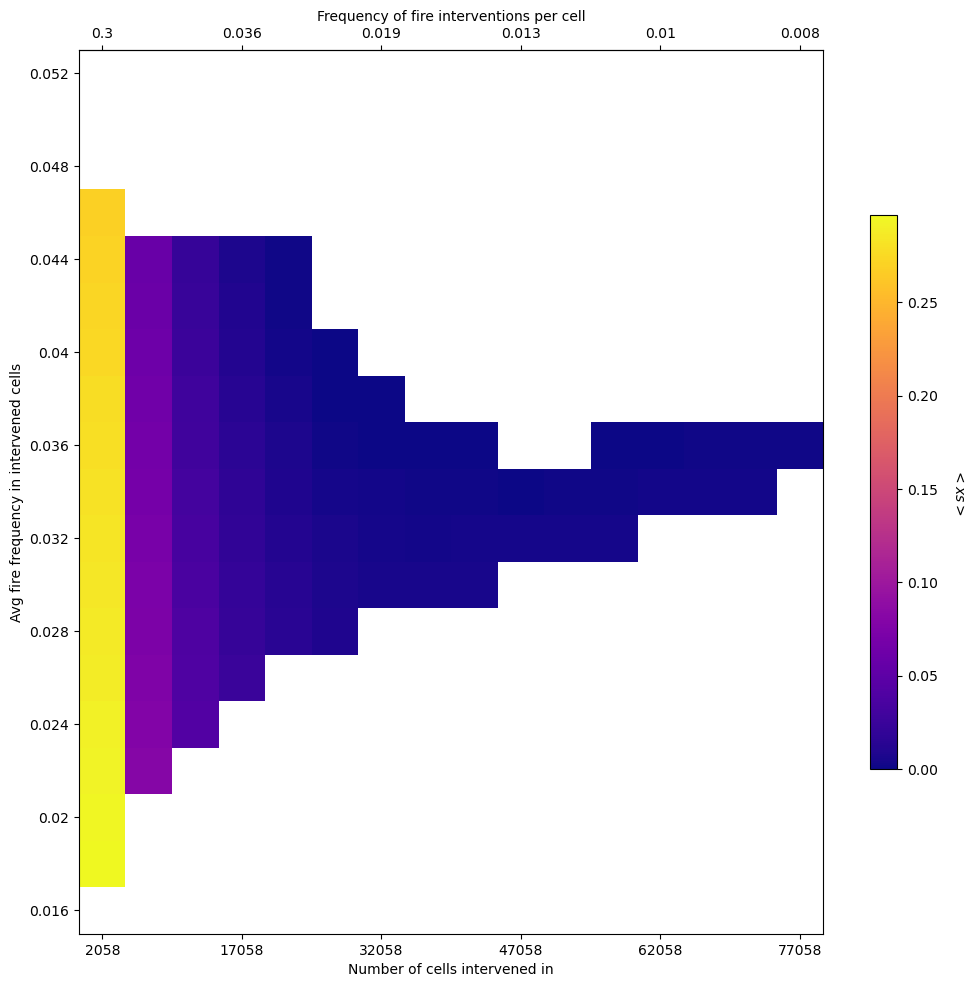 Frequency of fire interventions per cell
0.3 0.036 0.019 0.013 0.01 0.008
0.052
0.048
0.044
0.04
0.036
0.032
0.028
0.024
0.02
0.016
Avg fire frequency in intervened cells
2058 17058 32058 47058 62058 77058
Number of cells intervened in
0.25
0.20
0.15
0.10
0.05
0.00
< xs >